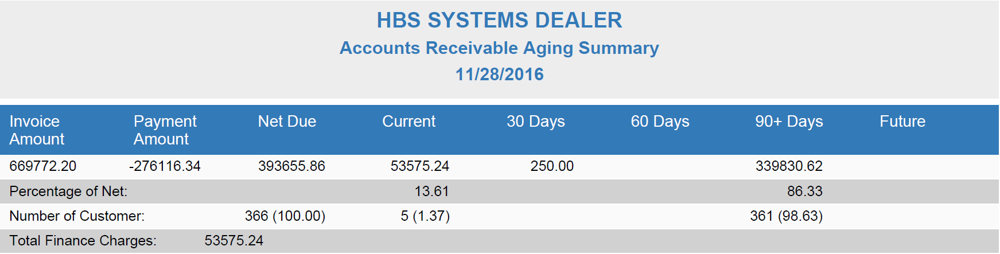 HBS SYSTEMS DEALER
Accounts Receivable Aging Summary
11/28/2016
Invoice Amount Payment Amount Net Due Current 30 Days 60 Days 90+ Days Future
669772.20 -276116.34 393655.86 53575.24 250.00 339830.62
Percentage of Net: 13.61 86.33
Number of Customer: 366 (100.00) 5 (1.37) 361 (98.63)
Total Finance Charges: 53575.24